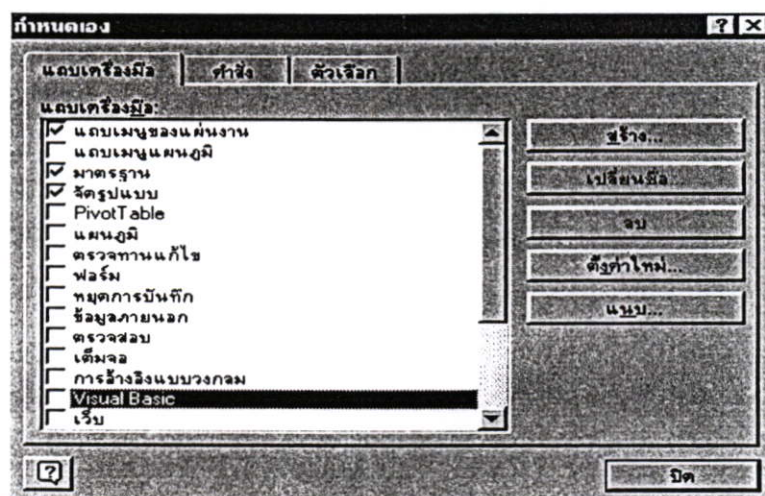 กำหนดเอง
แถบเครื่องมือ
คำสั่ง
ตัวเลือก
แถบเครื่องมือ:
แถบเมนูของแผ่นงาน
แถบเมนูแผนภูมิ
มาตรฐาน
จัดรูปแบบ
PivotTable
แผนภูมิ
ตรวจทานแก้ไข
ฟอร์ม
หยุดการบันทึก
ข้อมูลภายนอก
ตรวจสอบ
เต็มจอ
การอ้างอิงแบบวงกลม
Visual Basic
เว็บ
สร้าง...
เปลี่ยนชื่อ...
ลบ
ตั้งค่าใหม่...
แนบ...
ปิด